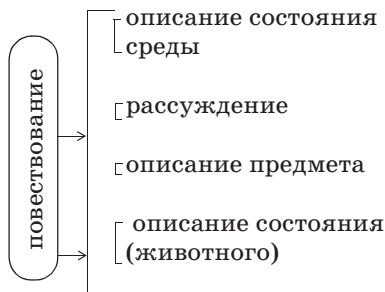 повествование
описание состояния
среды
рассуждение
описание предмета
описание состояния
(животного)